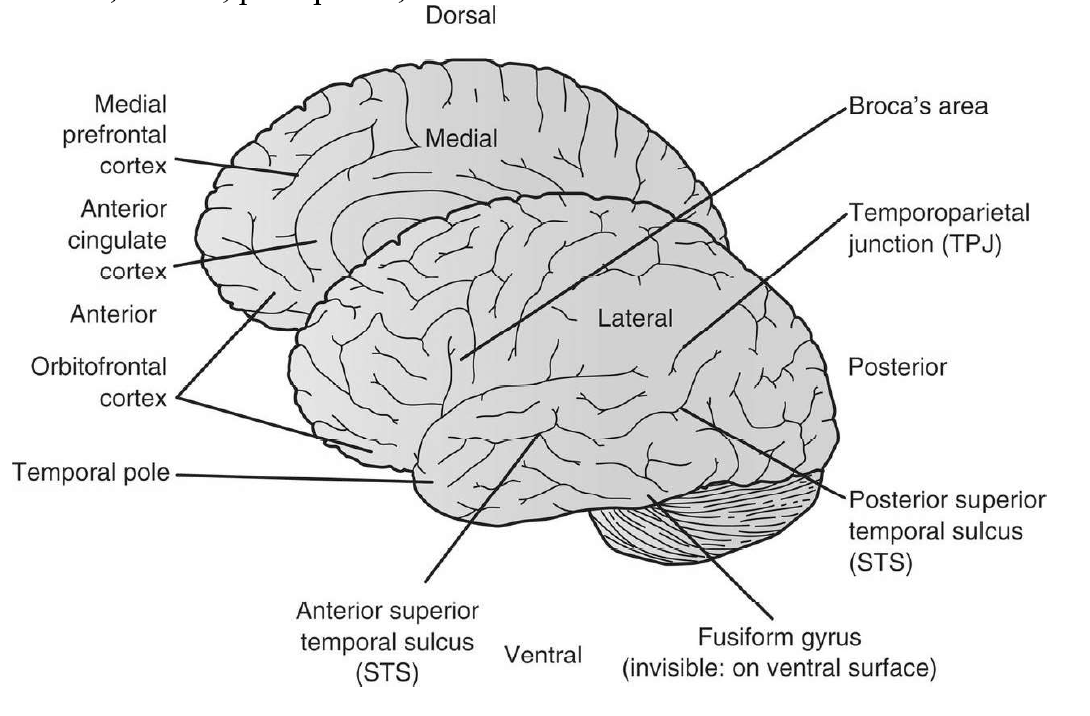 Dorsal
Medial
prefrontal
cortex
Broca's area
Medial
Anterior
cingulate
cortex
Temporoparietal
junction (TPJ)
Anterior
Lateral
Orbitofrontal
cortex
Posterior
Temporal pole
Posterior superior
temporal sulcus
(STS)
Anterior superior
temporal sulcus
(STS)
Ventral
Fusiform gyrus
(invisible: on ventral surface)